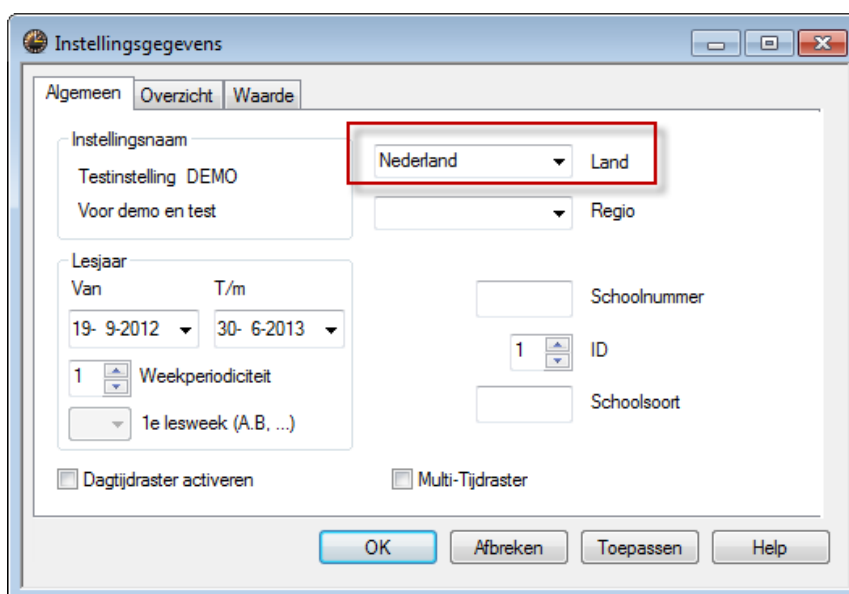 Instellingsgegevens
Algemeen Overzicht Waarde
Instellingsnaam
Testinstelling DEMO
Voor demo en test
Nederland Land
Regio
Lesjaar
Van T/m
19- 9-2012 30- 6-2013
1 Weekperiodiciteit
1e lesweek (A.B, ...)
Schoolnummer
1 ID
Schoolsoort
Dagtijdraster activeren Multi-Tijdraster
OK Afbreken Toepassen Help